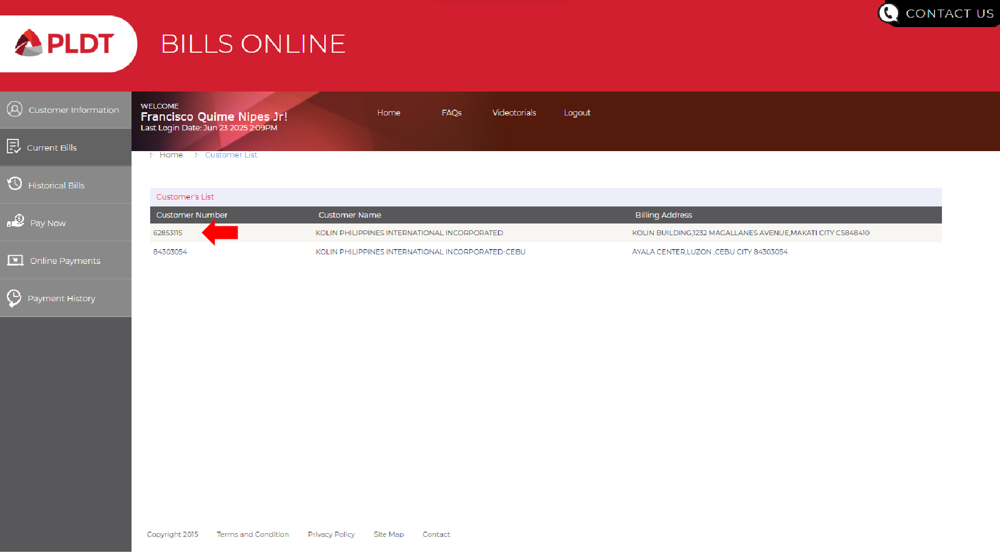 CONTACT US
PLDT
BILLS ONLINE
Customer Information
Current Bills
Historical Bills
Pay Now
Online Payments
Payment History
WELCOME
Francisco Quime Nipes Jr!
Last Login Date: Jun 23 2025 2:09PM
Home FAQs Videotorials Logout
Home Customer List
Customer's List
Customer Number Customer Name Billing Address
62853115 KOLIN PHILIPPINES INTERNATIONAL INCORPORATED KOLIN BUILDING,1232 MAGALLANES AVENUE,MAKATI CITY C5848410
84303054 KOLIN PHILIPPINES INTERNATIONAL INCORPORATED-CEBU AYALA CENTER,LUZON ,CEBU CITY 84303054
Copyright 2015 Terms and Condition Privacy Policy Site Map Contact